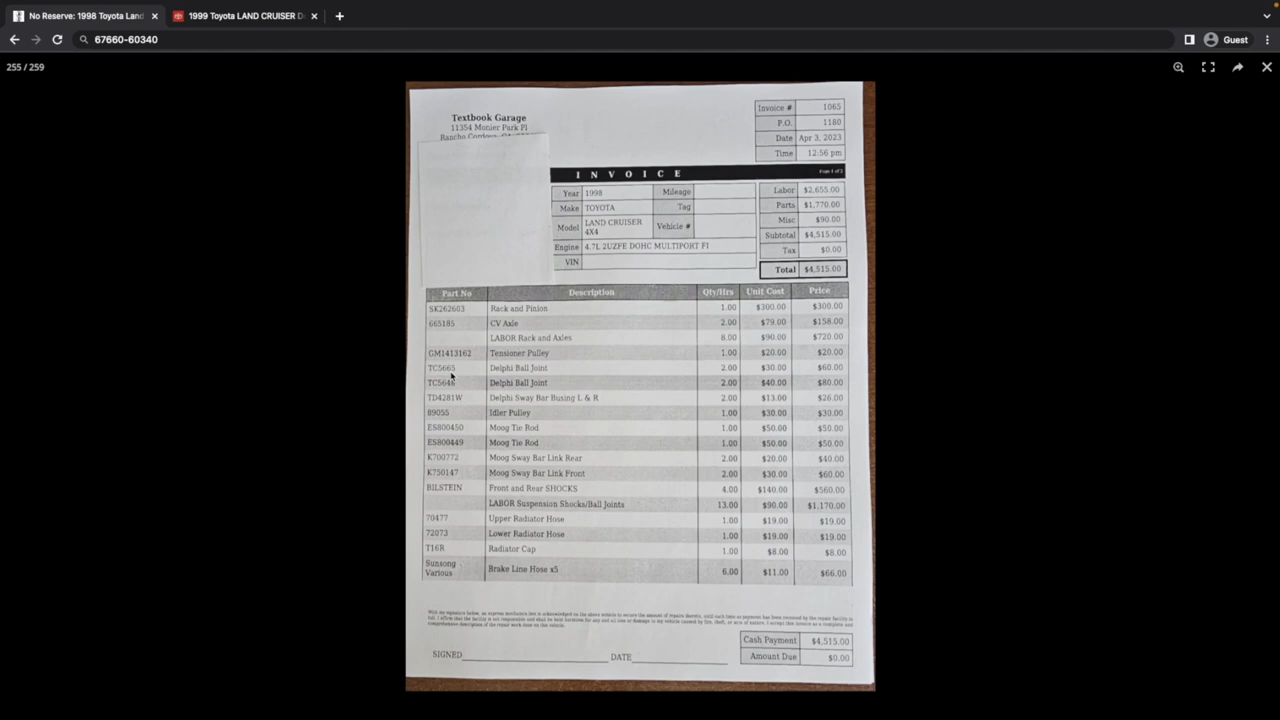 No Reserve: 1998 Toyota Land
1999 Toyota LAND CRUISER D
67660-60340
Guest
255 / 259
Textbook Garage
11354 Monier Park Pl
Rancho Cordova,
Invoice # 1065
P.O. 1180
Date Apr 3, 2023
Time 12:56 pm
INVOICE
Page 1 of 2
Year 1998 Mileage
Make TOYOTA Tag
Model LAND CRUISER 4X4 Vehicle #
Engine 4.7L 2UZFE DOHC MULTIPORT FI
VIN
Labor $2,655.00
Parts $1,770.00
Misc $90.00
Subtotal $4,515.00
Tax $0.00
Total $4,515.00
Part No Description Qty/Hrs Unit Cost Price
SK262603 Rack and Pinion 1.00 $300.00 $300.00
665185 CV Axle 2.00 $79.00 $158.00
LABOR Rack and Axles 8.00 $90.00 $720.00
GM1413162 Tensioner Pulley 1.00 $20.00 $20.00
TC5665 Delphi Ball Joint 2.00 $30.00 $60.00
Delphi Ball Joint 2.00 $40.00 $80.00
TD4281W Delphi Sway Bar Busing L & R 2.00 $13.00 $26.00
89055 Idler Pulley 1.00 $30.00 $30.00
ES800450 Moog Tie Rod 1.00 $50.00 $50.00
ES800449 Moog Tie Rod 1.00 $50.00 $50.00
K700772 Moog Sway Bar Link Rear 2.00 $20.00 $40.00
K750147 Moog Sway Bar Link Front 2.00 $30.00 $60.00
BILSTEIN Front and Rear SHOCKS 4.00 $140.00 $560.00
LABOR Suspension Shocks/Ball Joints 13.00 $90.00 $1,170.00
70477 Upper Radiator Hose 1.00 $19.00 $19.00
72073 Lower Radiator Hose 1.00 $19.00 $19.00
T16R Radiator Cap 1.00 $8.00 $8.00
Sunsong Various Brake Line Hose x5 6.00 $11.00 $66.00
SIGNED DATE
Cash Payment $4,515.00
Amount Due $0.00